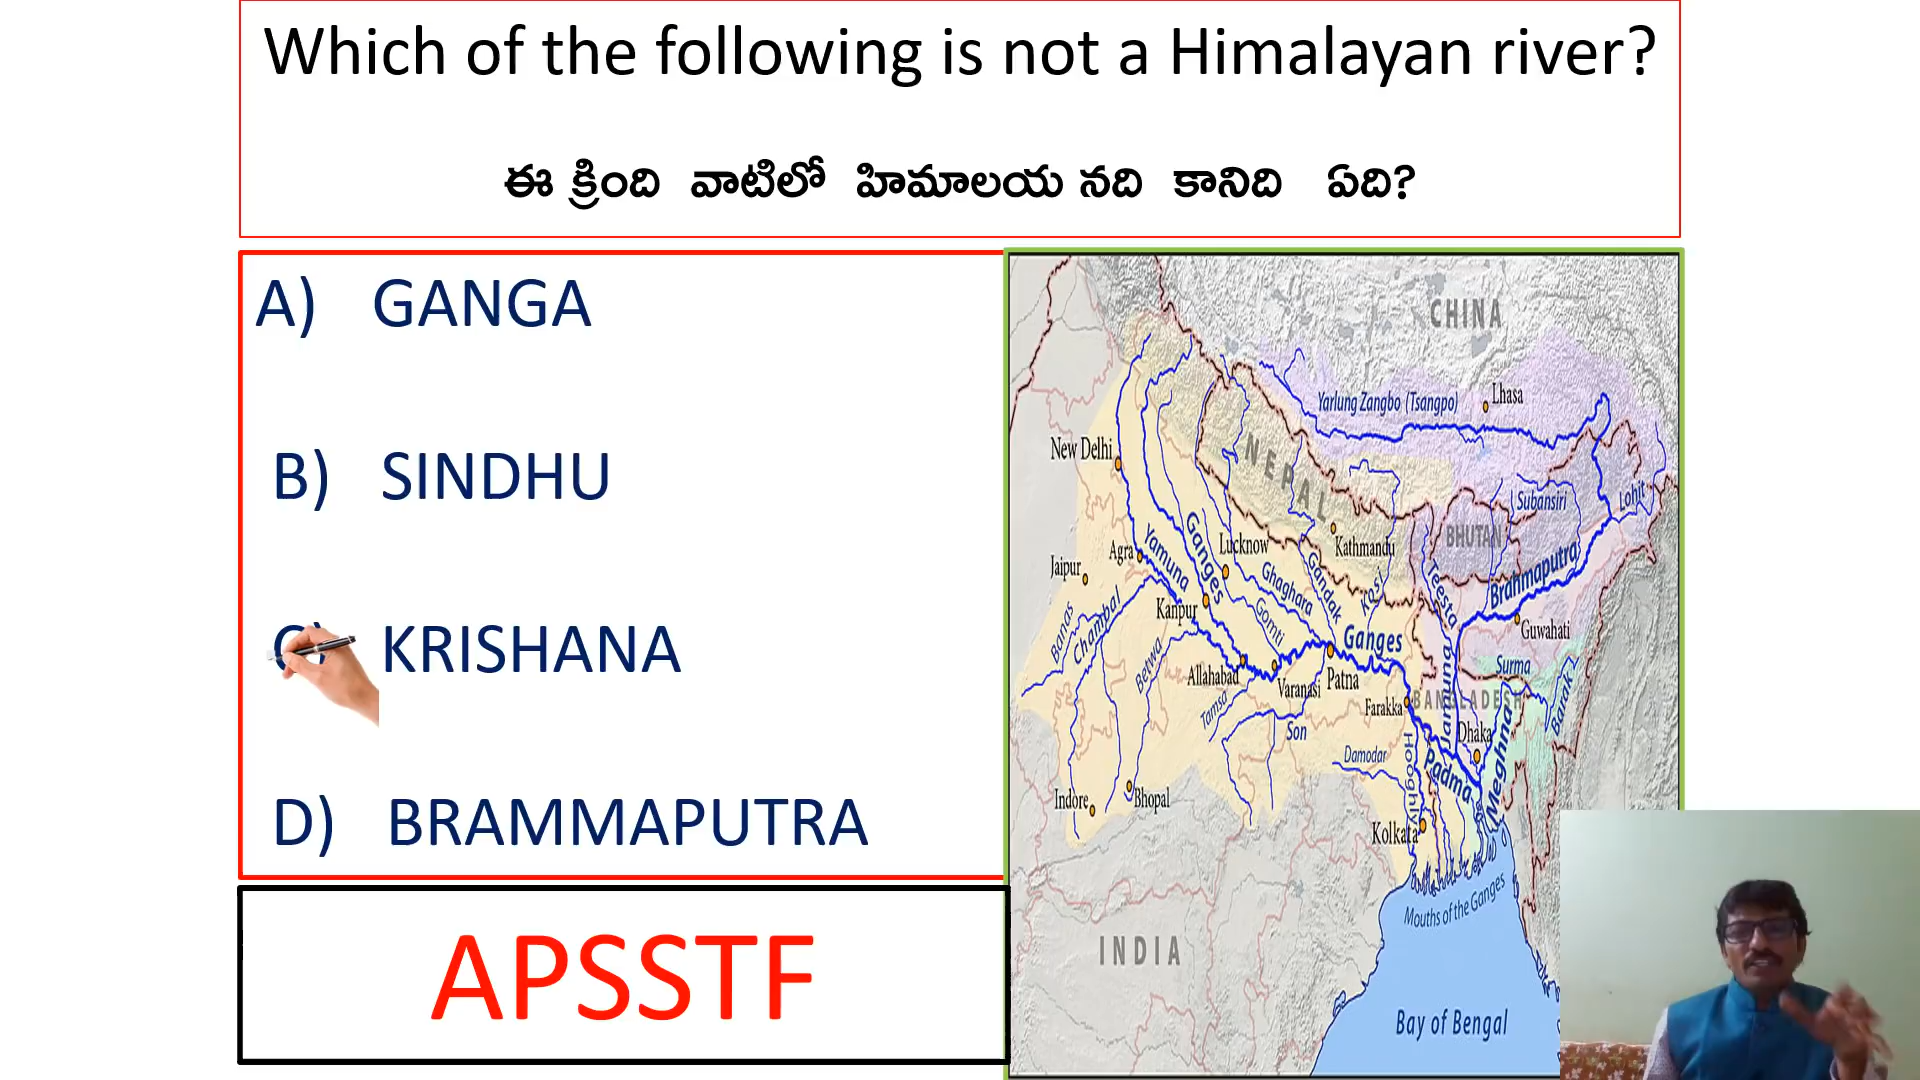 Which of the following is not a Himalayan river?
ఈ క్రింది వాటిలో హిమాలయ నది కానిది ఏది?
A) GANGA
B) SINDHU
C) KRISHANA
D) BRAMMAPUTRA
APSSTF
CHINA
Yarlung Zangbo (Tsangpo)
Lhasa
New Delhi
NEPAL
Subansiri
Lohit
BHUTAN
Kathmandu
Agra
Yamuna
Ganges
Lucknow
Jaipur
Ghaghara
Gandak
Kosi
Teesta
Brahmaputra
Guwahati
Banas
Chambal
Kanpur
Gomti
Ganges
Betwa
Allahabad
Varanasi
Patna
Surma
Barak
Tamsa
Son
Farakka
BANGLADESH
Jamuna
Dhaka
Meghna
Damodar
Hooghly
Padma
Indore
Bhopal
Kolkata
Mouths of the Ganges
INDIA
Bay of Bengal